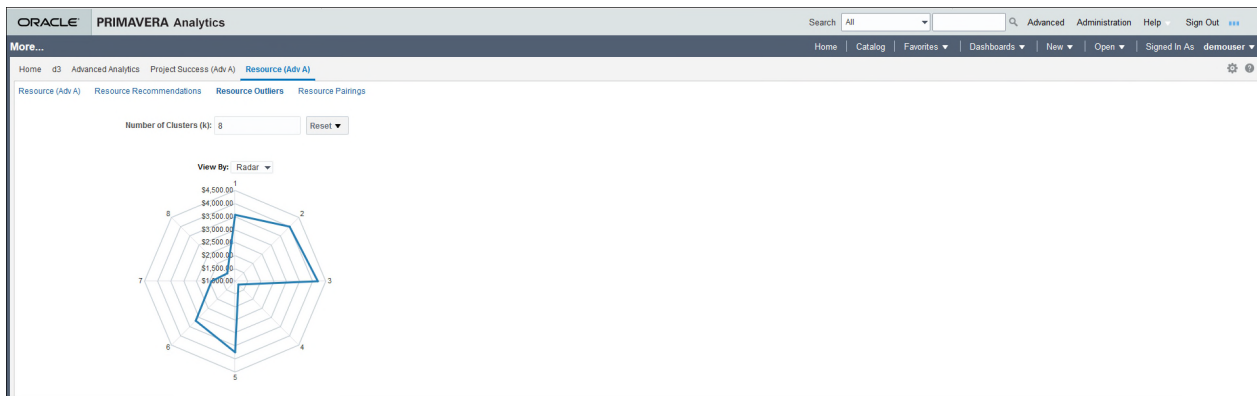 ORACLE PRIMAVERA Analytics Search All Advanced Administration Help Sign Out
More... Home Catalog Favorites Dashboards New Open Signed In As demouser
Home d3 Advanced Analytics Project Success (Adv A) Resource (Adv A)
Resource (Adv A) Resource Recommendations Resource Outliers Resource Pairings
Number of Clusters (k): 8 Reset
View By: Radar
1
$4,500.00
$4,000.00
8 2
$3,500.00
$3,000.00
$2,500.00
$2,000.00
$1,500.00
7 $1,000.00 3
6 4
5